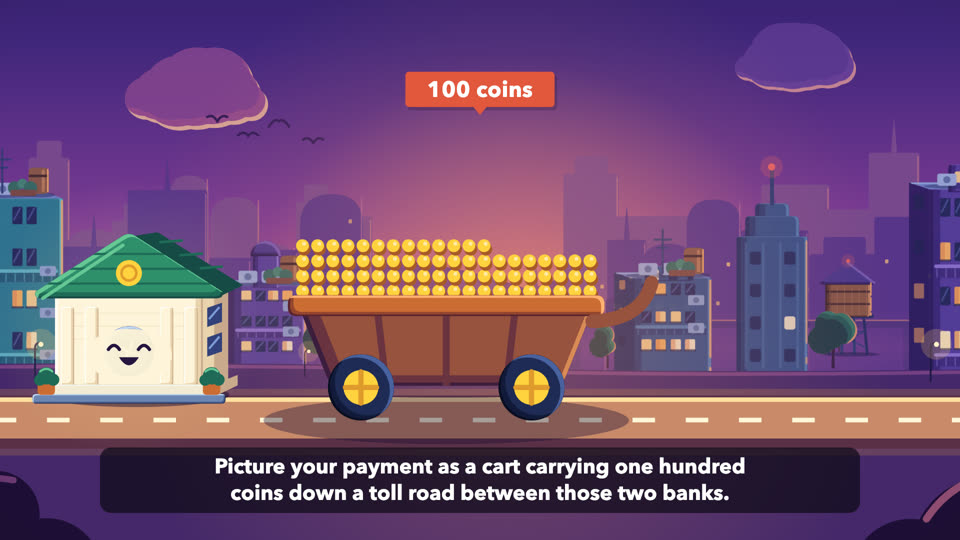 100 coins
Picture your payment as a cart carrying one hundred
coins down a toll road between those two banks.